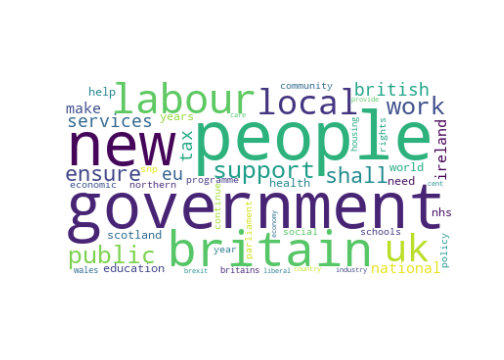 help community british
labour local work
make provide
services years care housing rights
new people tax ireland
ensure eu snp support shall world
economic northern programme health need cent
government nhs
scotland continue parliament economy social schools policy
public britain uk
year
education national
wales brexit britains liberal country industry